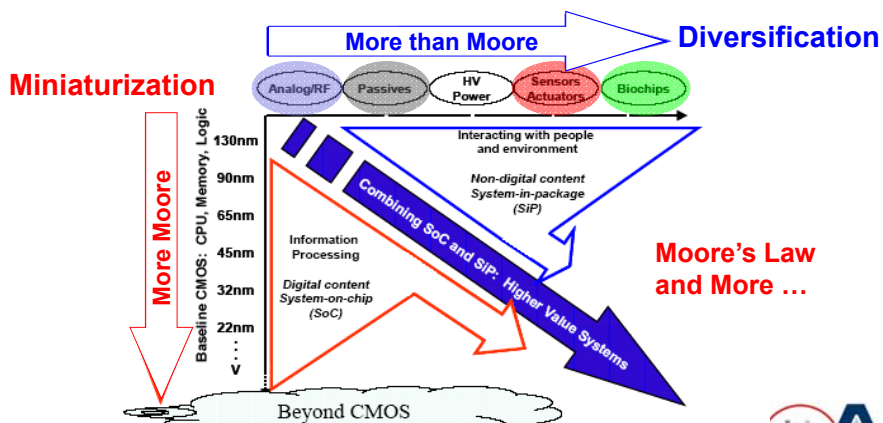 More than Moore
Diversification
Miniaturization
Analog/RF
Passives
HV
Power
Sensors
Actuators
Biochips
More Moore
Baseline CMOS: CPU, Memory, Logic
130nm
90nm
65nm
45nm
32nm
22nm
V
Interacting with people
and environment
Non-digital content
System-in-package
(SiP)
Combining SoC and SiP: Higher Value Systems
Information
Processing
Digital content
System-on-chip
(SoC)
Moore's Law
and More …
Beyond CMOS